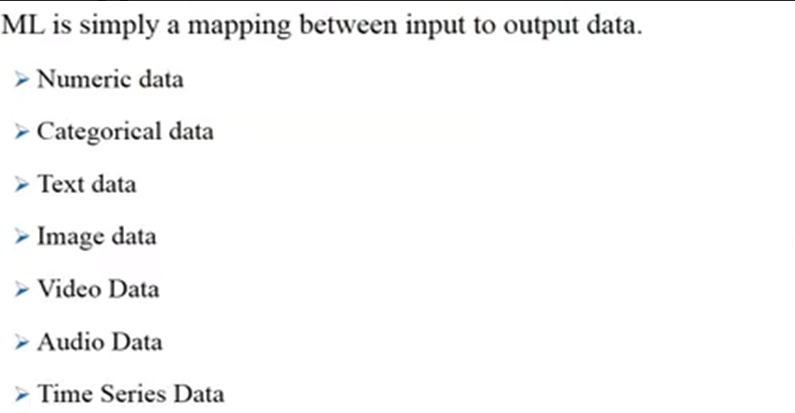 ML is simply a mapping between input to output data.
➢ Numeric data
➢ Categorical data
➢ Text data
➢ Image data
➢ Video Data
➢ Audio Data
➢ Time Series Data